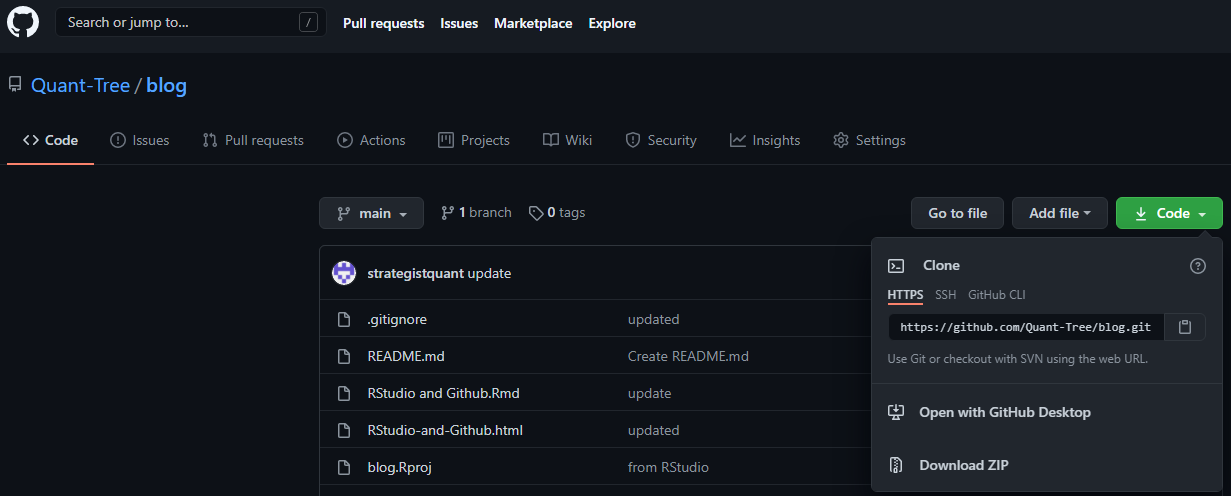 Search or jump to... /
Pull requests Issues Marketplace Explore
Quant-Tree / blog
<> Code Issues Pull requests Actions Projects Wiki Security Insights Settings
main 1 branch 0 tags Go to file Add file Code
strategistquant update
.gitignore updated
README.md Create README.md
RStudio and Github.Rmd update
RStudio-and-Github.html updated
blog.Rproj from RStudio
Clone
HTTPS SSH GitHub CLI
https://github.com/Quant-Tree/blog.git
Use Git or checkout with SVN using the web URL.
Open with GitHub Desktop
Download ZIP